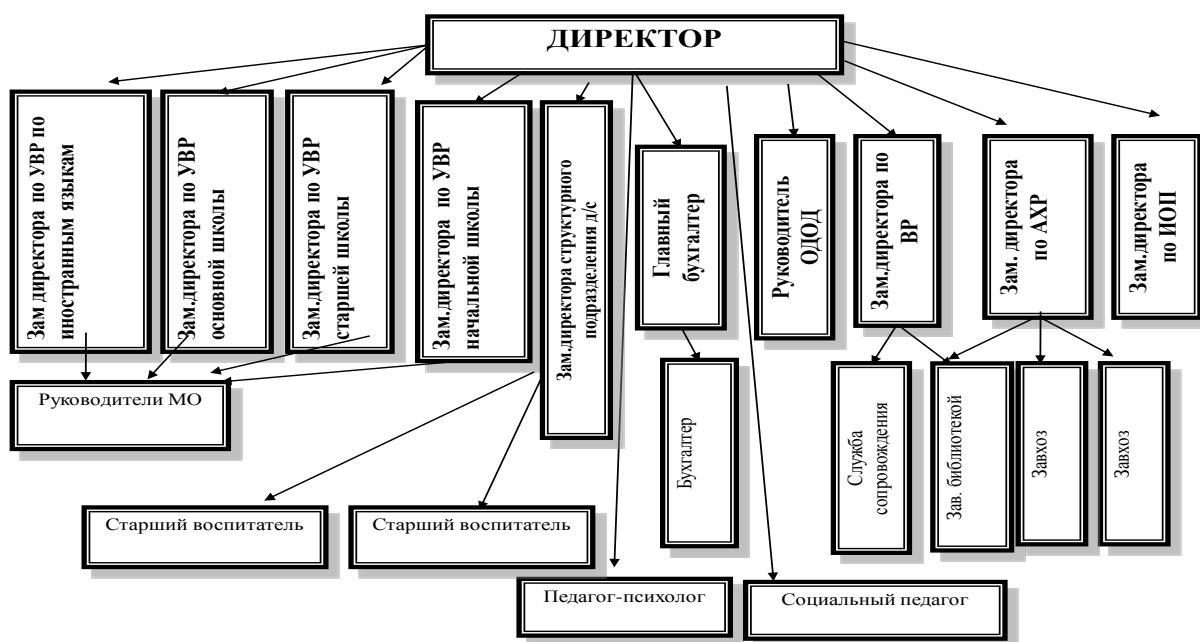 ДИРЕКТОР
Зам директора по УВР по
иностранным языкам
Зам.директора по УВР
основной школы
Зам.директора по УВР
старшей школы
Зам.директора по УВР
начальной школы
Зам.директора структурного
подразделения д/с
Главный
бухгалтер
Руководитель
ОДОД
Зам.директора по
ВР
Зам. директора
по АХР
Зам.директора
по ИОП
Руководители МО
Бухгалтер
Служба
сопровождения
Зав. библиотекой
Завхоз
Завхоз
Старший воспитатель
Старший воспитатель
Педагог-психолог
Социальный педагог